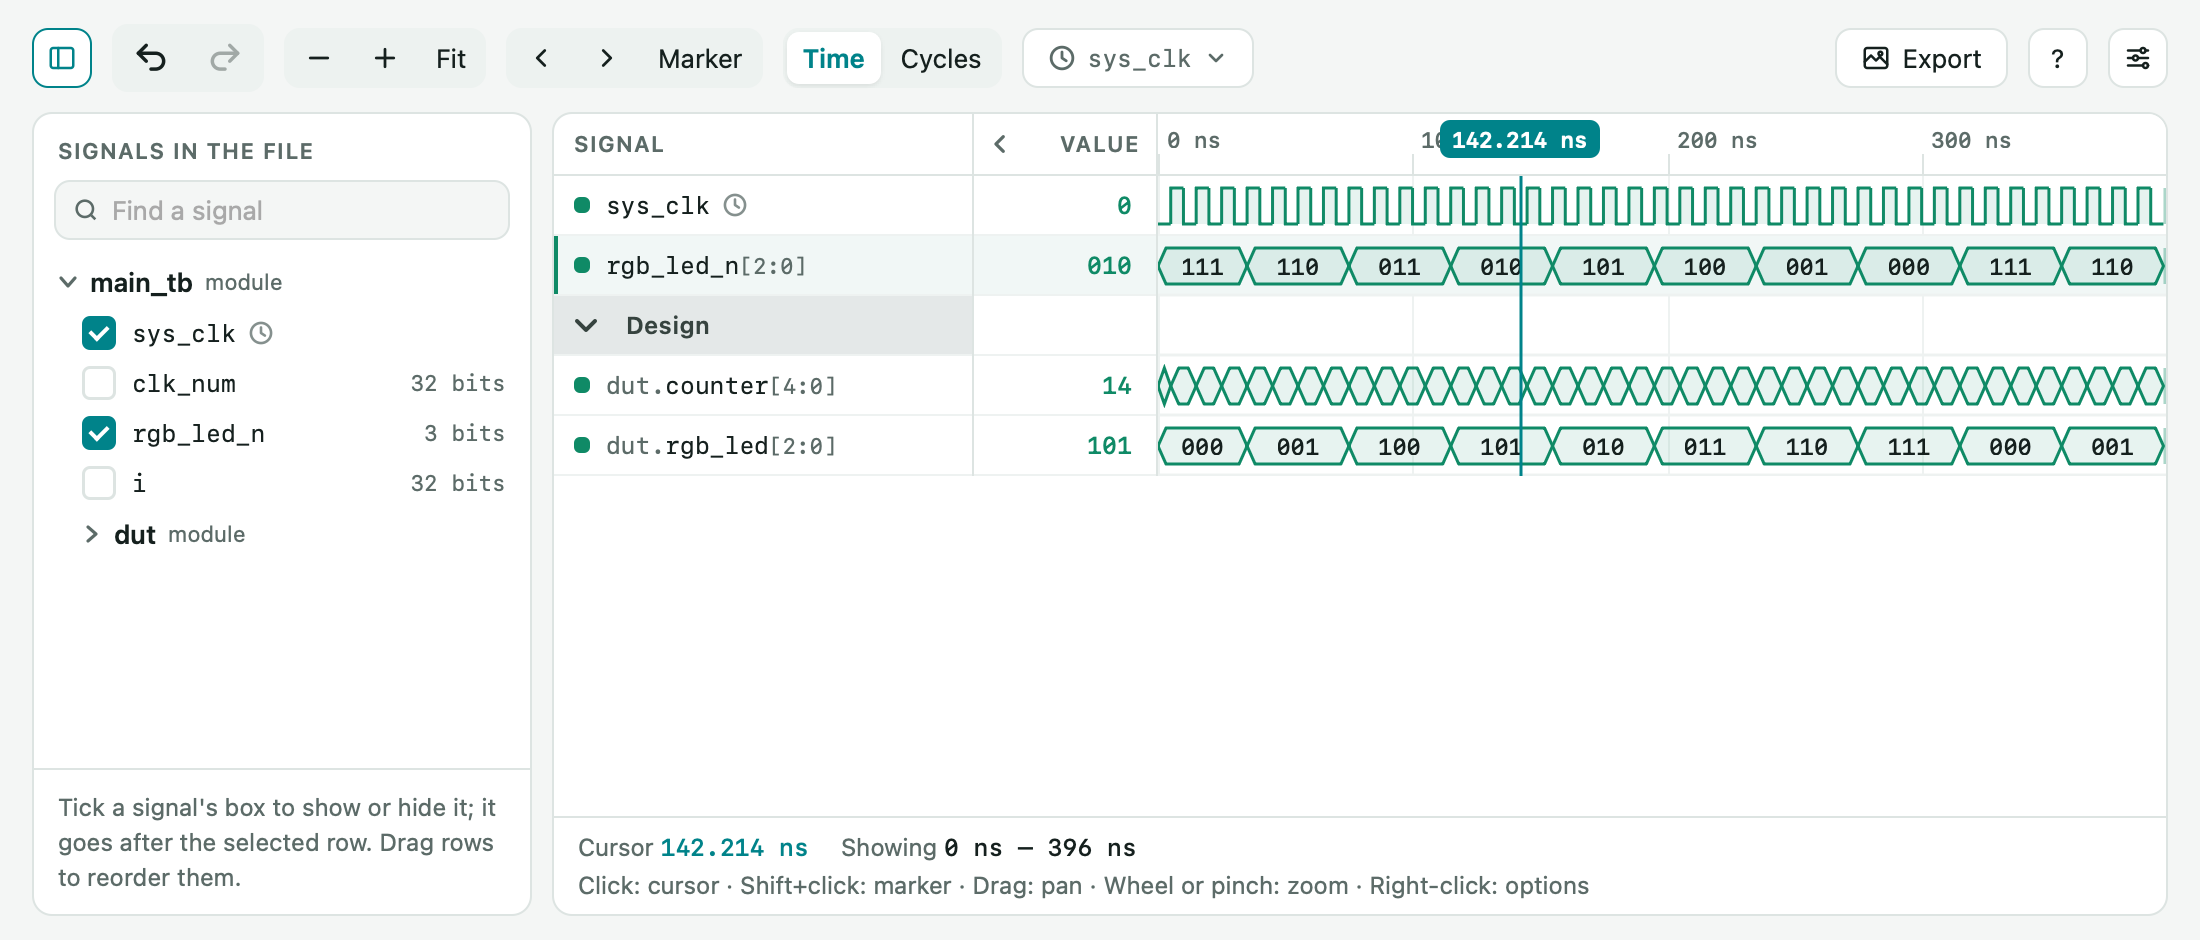 Fit
Marker
Time
Cycles
sys_clk
Export
?
SIGNALS IN THE FILE
Find a signal
main_tb module
sys_clk
clk_num 32 bits
rgb_led_n 3 bits
i 32 bits
dut module
Tick a signal's box to show or hide it; it
goes after the selected row. Drag rows
to reorder them.
SIGNAL VALUE 0 ns 142.214 ns 200 ns 300 ns
sys_clk 0
rgb_led_n[2:0] 010 111 110 011 010 101 100 001 000 111 110
Design
dut.counter[4:0] 14
dut.rgb_led[2:0] 101 000 001 100 101 010 011 110 111 000 001
Cursor 142.214 ns Showing 0 ns — 396 ns
Click: cursor · Shift+click: marker · Drag: pan · Wheel or pinch: zoom · Right-click: options